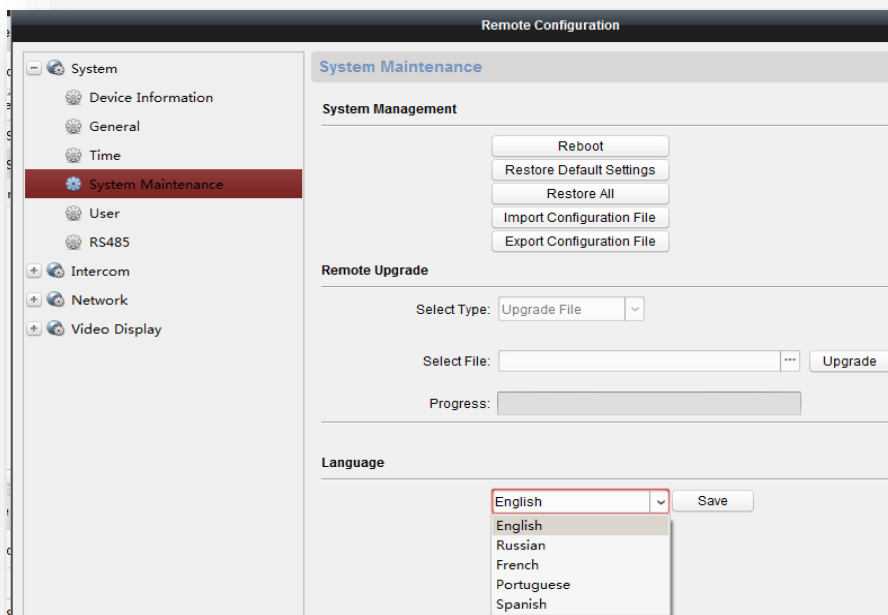 Remote Configuration
System
Device Information
General
Time
System Maintenance
User
RS485
Intercom
Network
Video Display
System Maintenance
System Management
Reboot
Restore Default Settings
Restore All
Import Configuration File
Export Configuration File
Remote Upgrade
Select Type: Upgrade File
Select File: ... Upgrade
Progress:
Language
English Save
English
Russian
French
Portuguese
Spanish